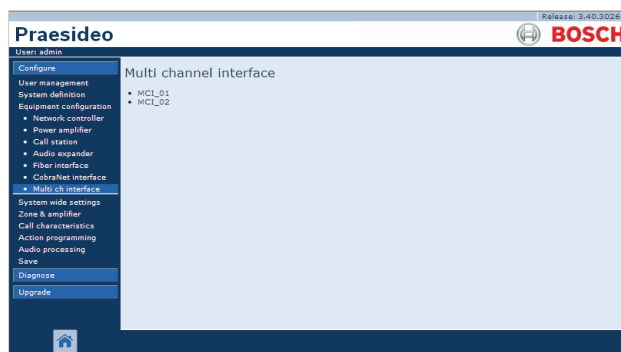 Release: 3.40.3026
Praesideo
BOSCH
User: admin
Configure
User management
System definition
Equipment configuration
• Network controller
• Power amplifier
• Call station
• Audio expander
• Fiber interface
• CobraNet interface
• Multi ch interface
System wide settings
Zone & amplifier
Call characteristics
Action programming
Audio processing
Save
Diagnose
Upgrade
Multi channel interface
• MCI_01
• MCI_02